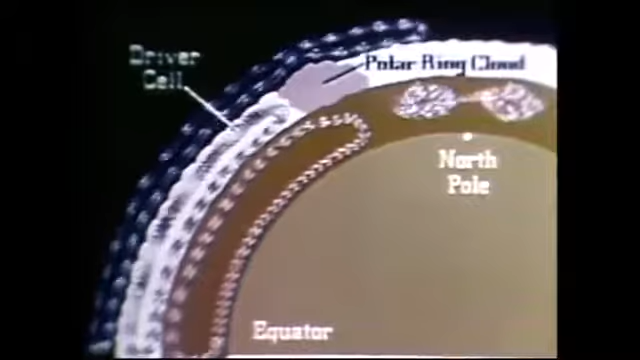 Driver
Cell
Polar Ring Cloud
North
Pole
Equator